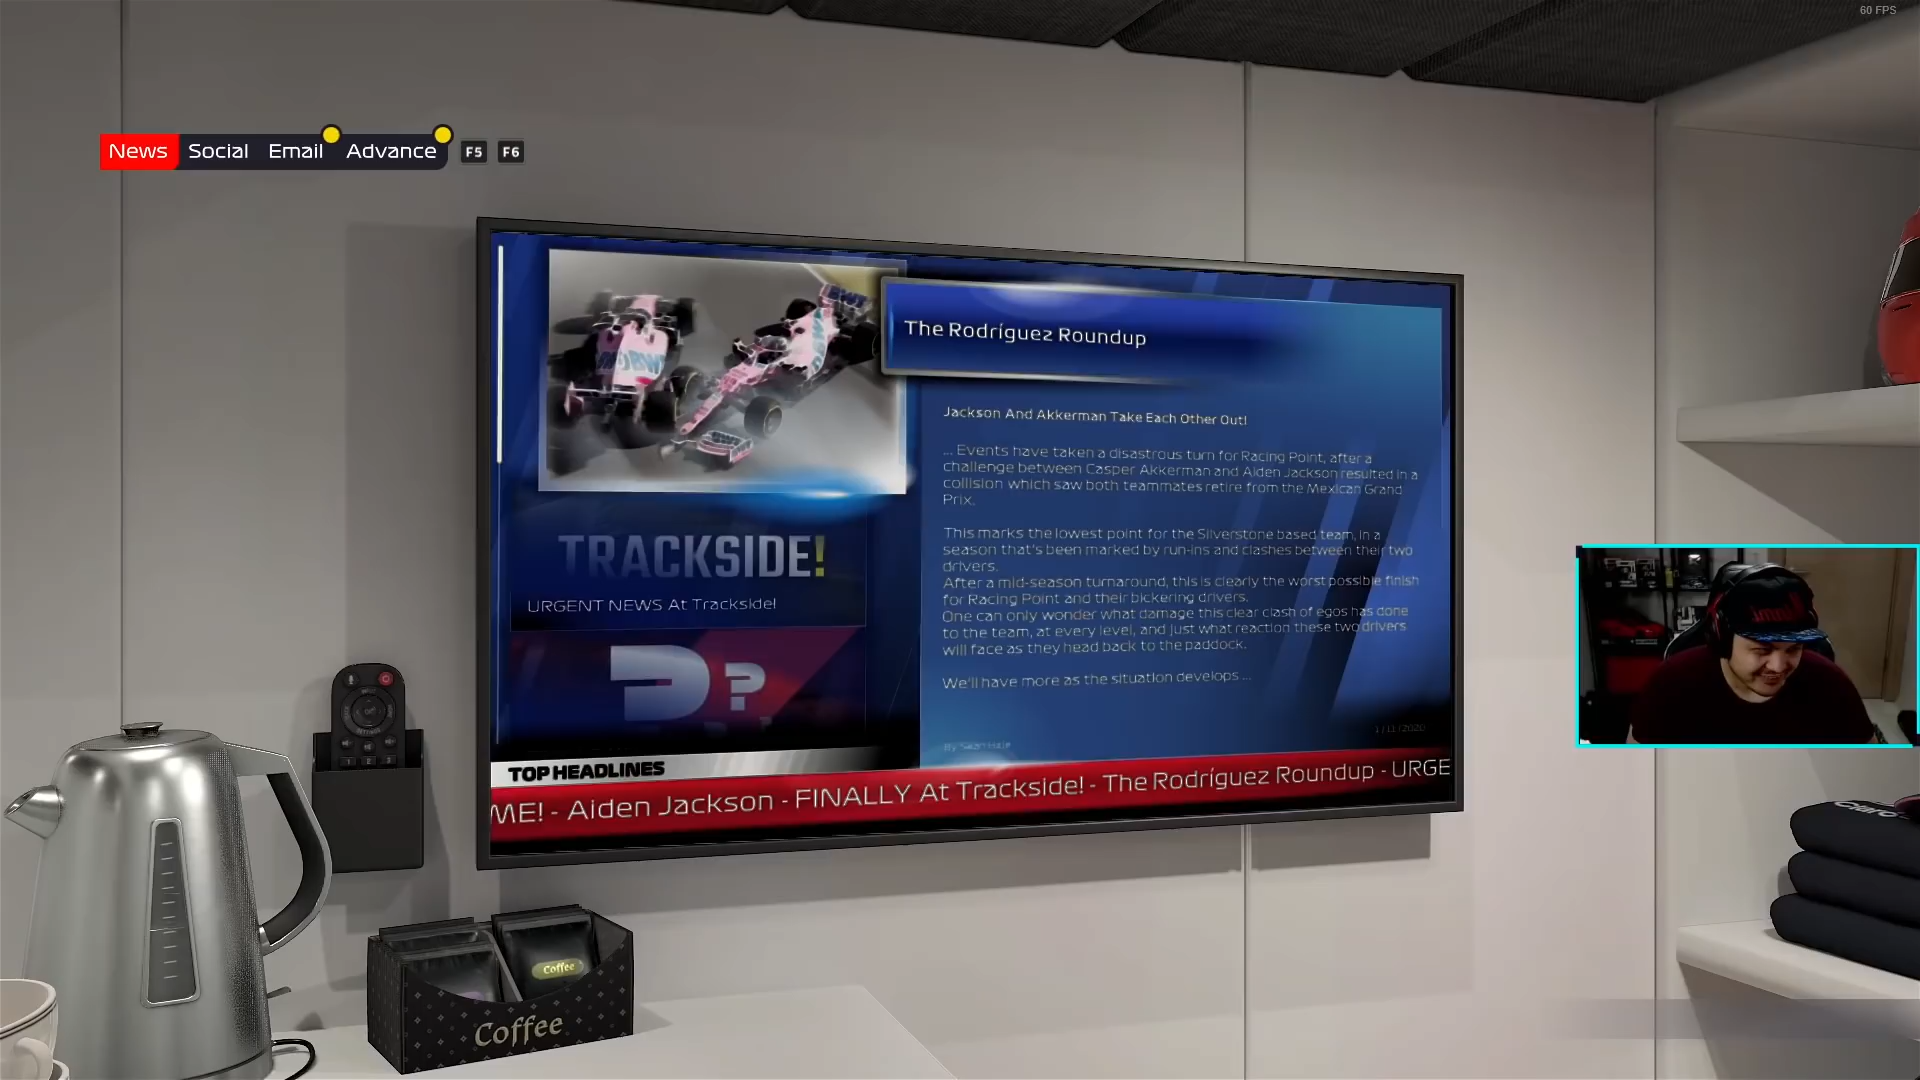 60 FPS
News Social Email Advance F5 F6
The Rodríguez Roundup
Jackson And Akkerman Take Each Other Out!
... Events have taken a disastrous turn for Racing Point, after a
challenge between Casper Akkerman and Aiden Jackson resulted in a
collision which saw both teammates retire from the Mexican Grand
Prix.
This marks the lowest point for the Silverstone based team, in a
season that's been marked by run-ins and clashes between their two
drivers.
After a mid-season turnaround, this is clearly the worst possible finish
for Racing Point and their bickering drivers.
One can only wonder what damage this clear clash of egos has done
to the team, at every level, and just what reaction these two drivers
will face as they head back to the paddock.
We'll have more as the situation develops ...
BWT
BWT
TRACKSIDE!
URGENT NEWS At Trackside!
?
TOP HEADLINES
ME! - Aiden Jackson - FINALLY At Trackside! - The Rodríguez Roundup - URGE
Coffee
Coffee
Claro